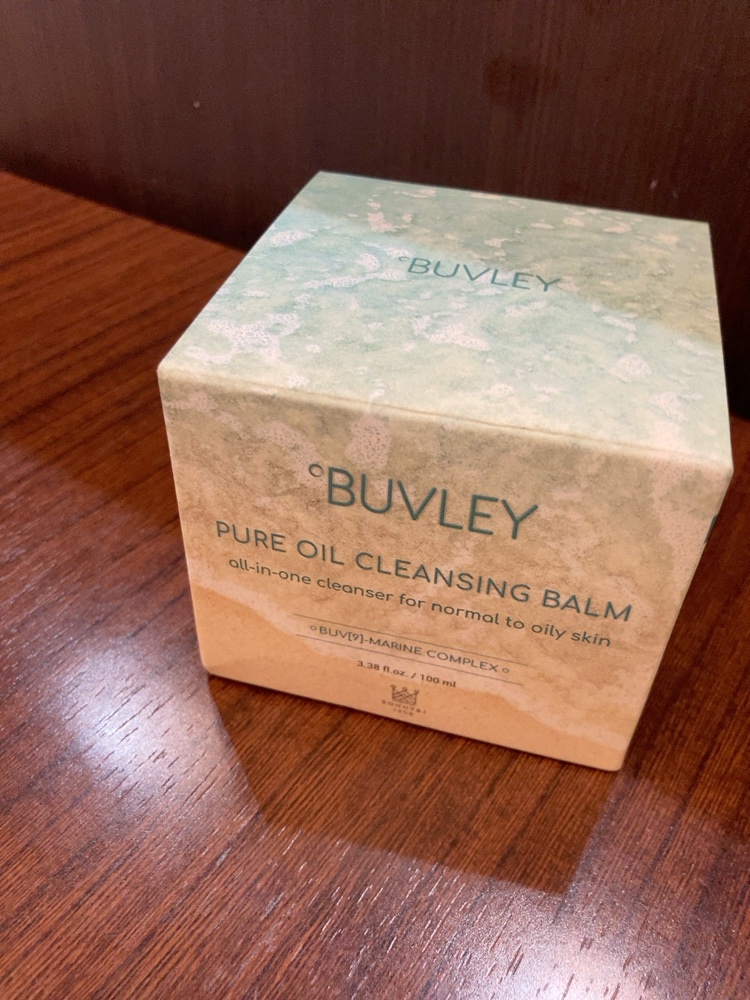 °BUVLEY
°BUVLEY
PURE OIL CLEANSING BALM
all-in-one cleanser for normal to oily skin
°BUV[9]-MARINE COMPLEX°
3.38 fl.oz. / 100 ml